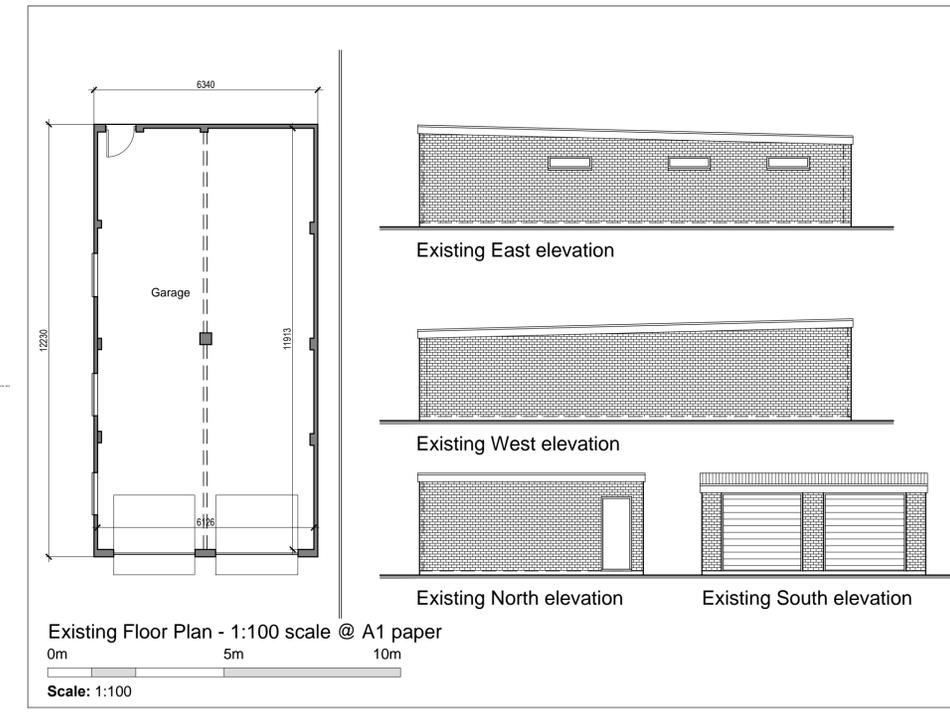 6340
12230
Garage
11913
6126
Existing East elevation
Existing West elevation
Existing North elevation
Existing South elevation
Existing Floor Plan - 1:100 scale @ A1 paper
0m 5m 10m
Scale: 1:100